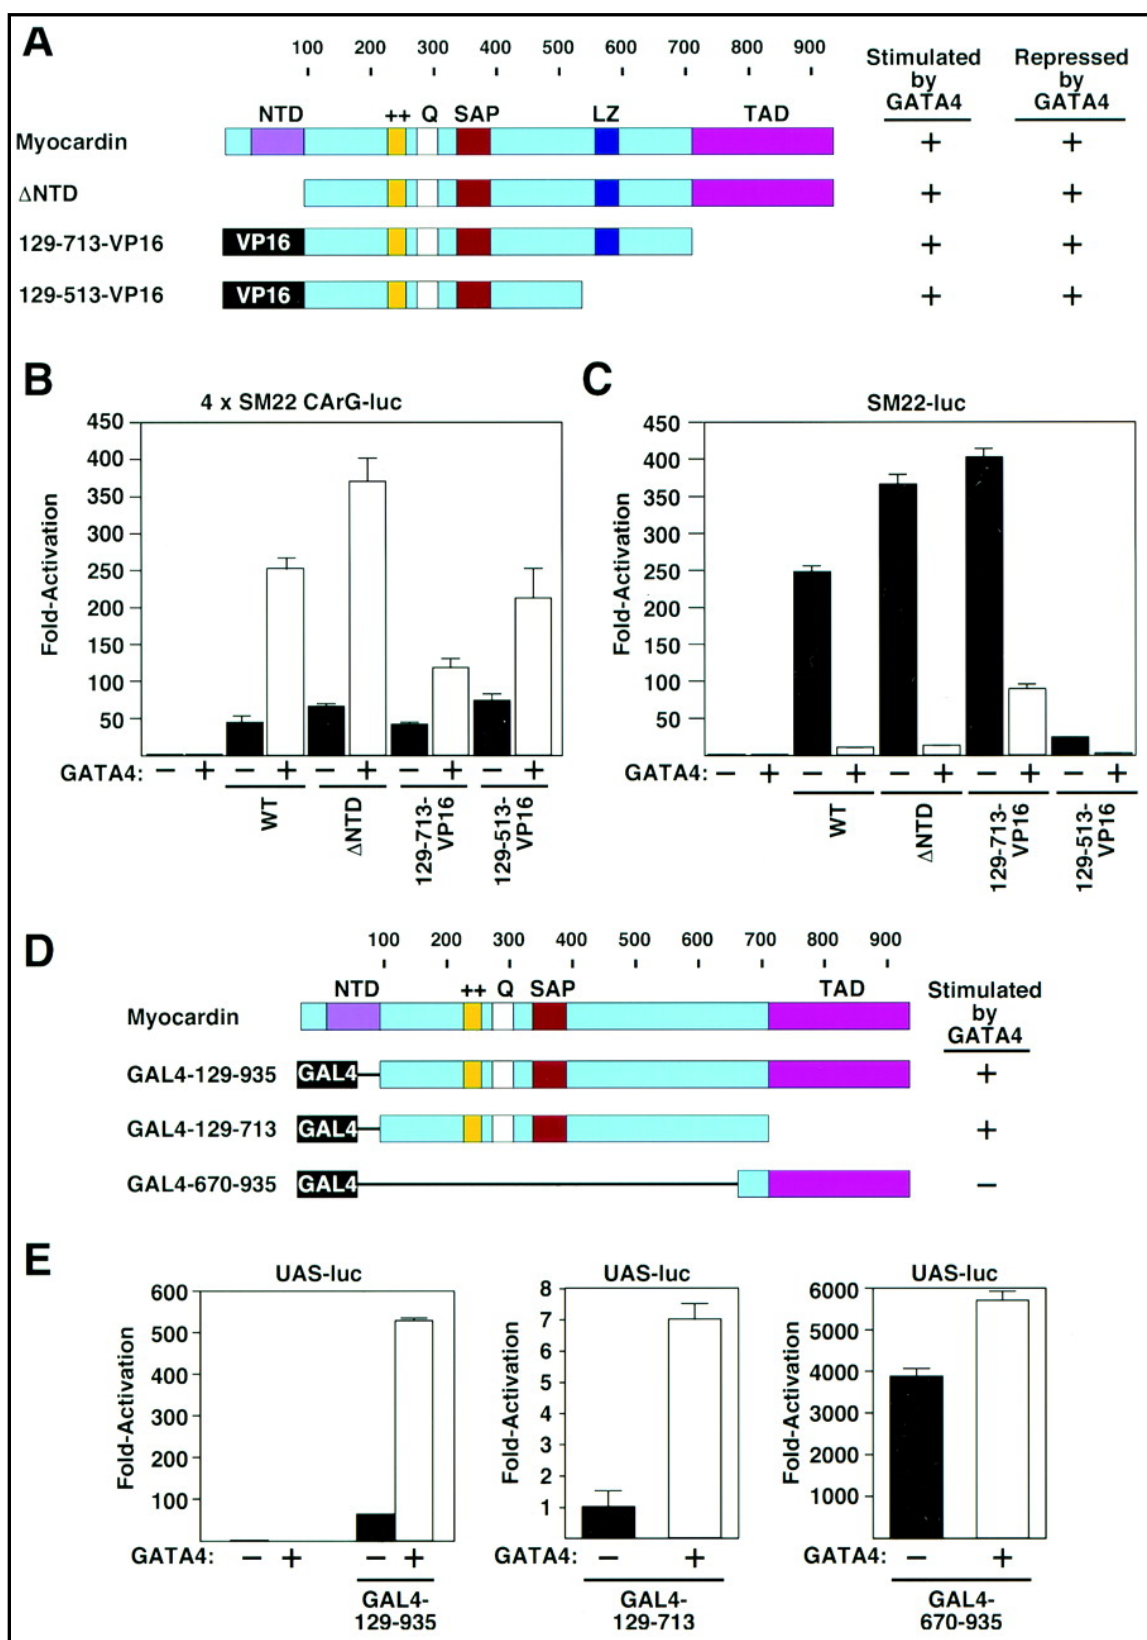 A
100 200 300 400 500 600 700 800 900
Stimulated by GATA4
Repressed by GATA4
NTD ++ Q SAP LZ TAD
Myocardin + +
ΔNTD + +
129-713-VP16 VP16 + +
129-513-VP16 VP16 + +
B
4 x SM22 CArG-luc
Fold-Activation
450
400
350
300
250
200
150
100
50
GATA4: − + − + − + − + − +
WT
ΔNTD
129-713-VP16
129-513-VP16
C
SM22-luc
Fold-Activation
450
400
350
300
250
200
150
100
50
GATA4: − + − + − + − + − +
WT
ΔNTD
129-713-VP16
129-513-VP16
D
100 200 300 400 500 600 700 800 900
NTD ++ Q SAP TAD
Stimulated by GATA4
Myocardin
GAL4-129-935 GAL4 +
GAL4-129-713 GAL4 +
GAL4-670-935 GAL4 −
E
UAS-luc
Fold-Activation
600
500
400
300
200
100
GATA4: − + − +
GAL4-
129-935
UAS-luc
Fold-Activation
8
7
6
5
4
3
2
1
GATA4: − +
GAL4-
129-713
UAS-luc
Fold-Activation
6000
5000
4000
3000
2000
1000
GATA4: − +
GAL4-
670-935